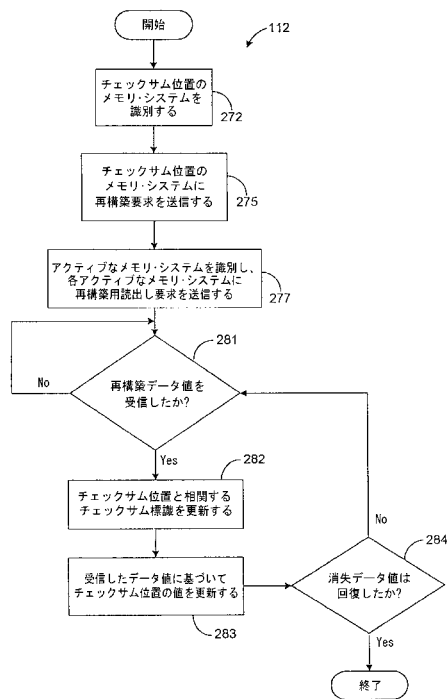 開始
112
チェックサム位置の
メモリ・システムを
識別する
272
チェックサム位置の
メモリ・システムに
再構築要求を送信する
275
アクティブなメモリ・システムを識別し、
各アクティブなメモリ・システムに
再構築用読出し要求を送信する
277
281
No
再構築データ値を
受信したか?
Yes
282
チェックサム位置と相関する
チェックサム標識を更新する
No
284
受信したデータ値に基づいて
チェックサム位置の値を更新する
283
消失データ値は
回復したか?
Yes
終了